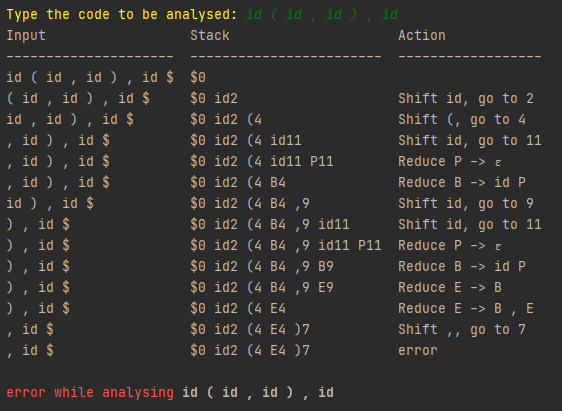 Type the code to be analysed: id ( id , id ) , id
Input Stack Action
--------------------- ------------------------ ------------------
id ( id , id ) , id $ $0
( id , id ) , id $ $0 id2 Shift id, go to 2
id , id ) , id $ $0 id2 (4 Shift (, go to 4
, id ) , id $ $0 id2 (4 id11 Shift id, go to 11
, id ) , id $ $0 id2 (4 id11 P11 Reduce P -> ε
, id ) , id $ $0 id2 (4 B4 Reduce B -> id P
id ) , id $ $0 id2 (4 B4 ,9 Shift id, go to 9
) , id $ $0 id2 (4 B4 ,9 id11 Shift id, go to 11
) , id $ $0 id2 (4 B4 ,9 id11 P11 Reduce P -> ε
) , id $ $0 id2 (4 B4 ,9 B9 Reduce B -> id P
) , id $ $0 id2 (4 B4 ,9 E9 Reduce E -> B
) , id $ $0 id2 (4 E4 Reduce E -> B , E
, id $ $0 id2 (4 E4 )7 Shift ,, go to 7
, id $ $0 id2 (4 E4 )7 error
error while analysing id ( id , id ) , id